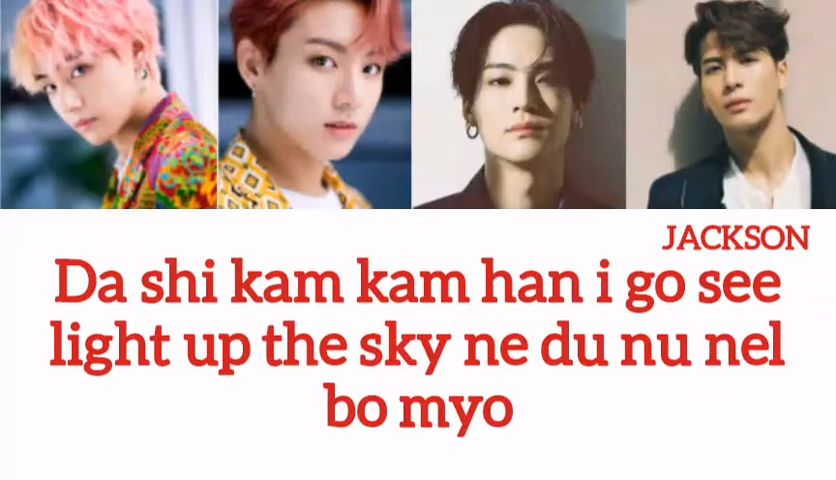 JACKSON
Da shi kam kam han i go see
light up the sky ne du nu nel
bo myo